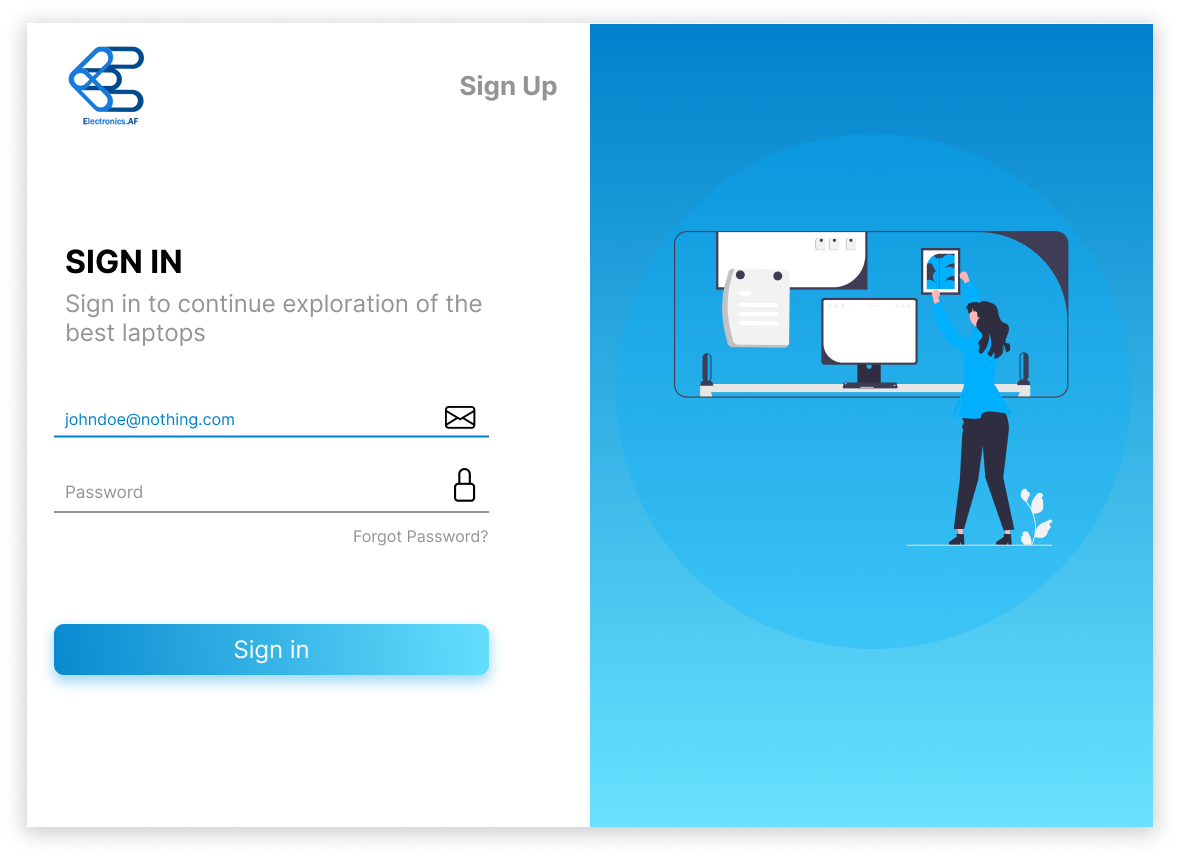 Electronics.AF
Sign Up
SIGN IN
Sign in to continue exploration of the
best laptops
johndoe@nothing.com
Password
Forgot Password?
Sign in